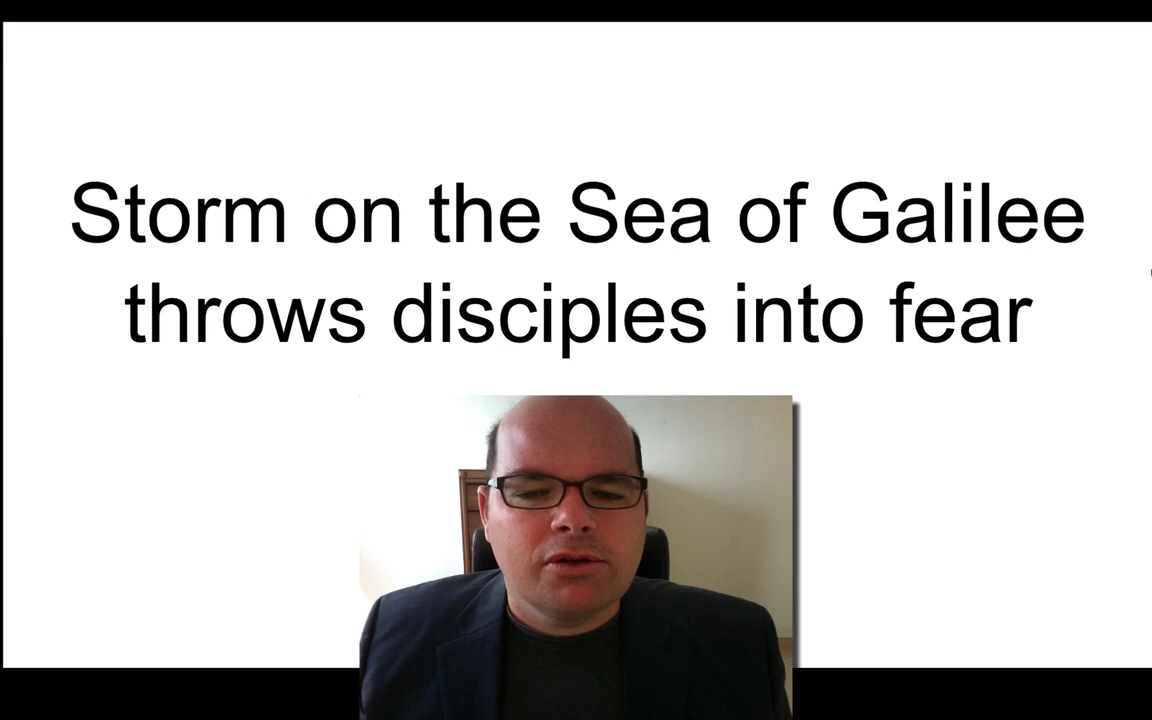 Storm on the Sea of Galilee
throws disciples into fear